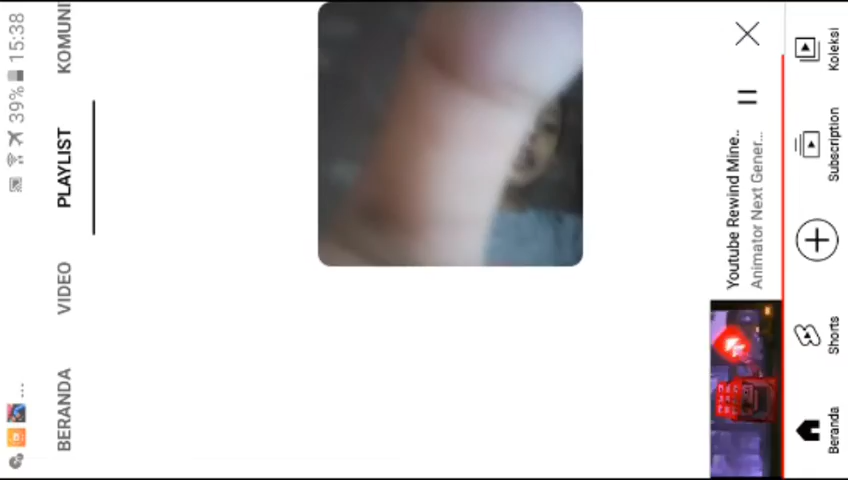 15:38
39%
BERANDA VIDEO PLAYLIST KOMUNI
Youtube Rewind Mine..
Animator Next Gener...
Beranda Shorts Subscription Koleksi